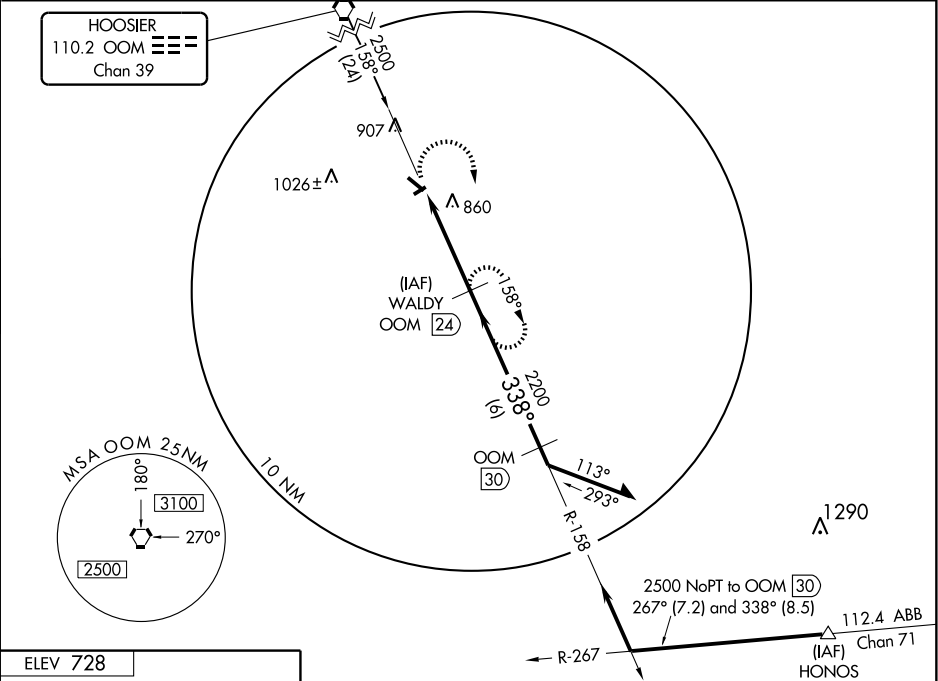 HOOSIER
110.2 OOM
Chan 39
2500
158°
(24)
907
1026±
860
(IAF)
WALDY
OOM 24
158°
2200
338°
(6)
OOM
30
113°
293°
R-158
10 NM
MSA OOM 25NM
180°
3100
270°
2500
1290
2500 NoPT to OOM 30
267° (7.2) and 338° (8.5)
112.4 ABB
Chan 71
R-267
(IAF)
HONOS
ELEV 728